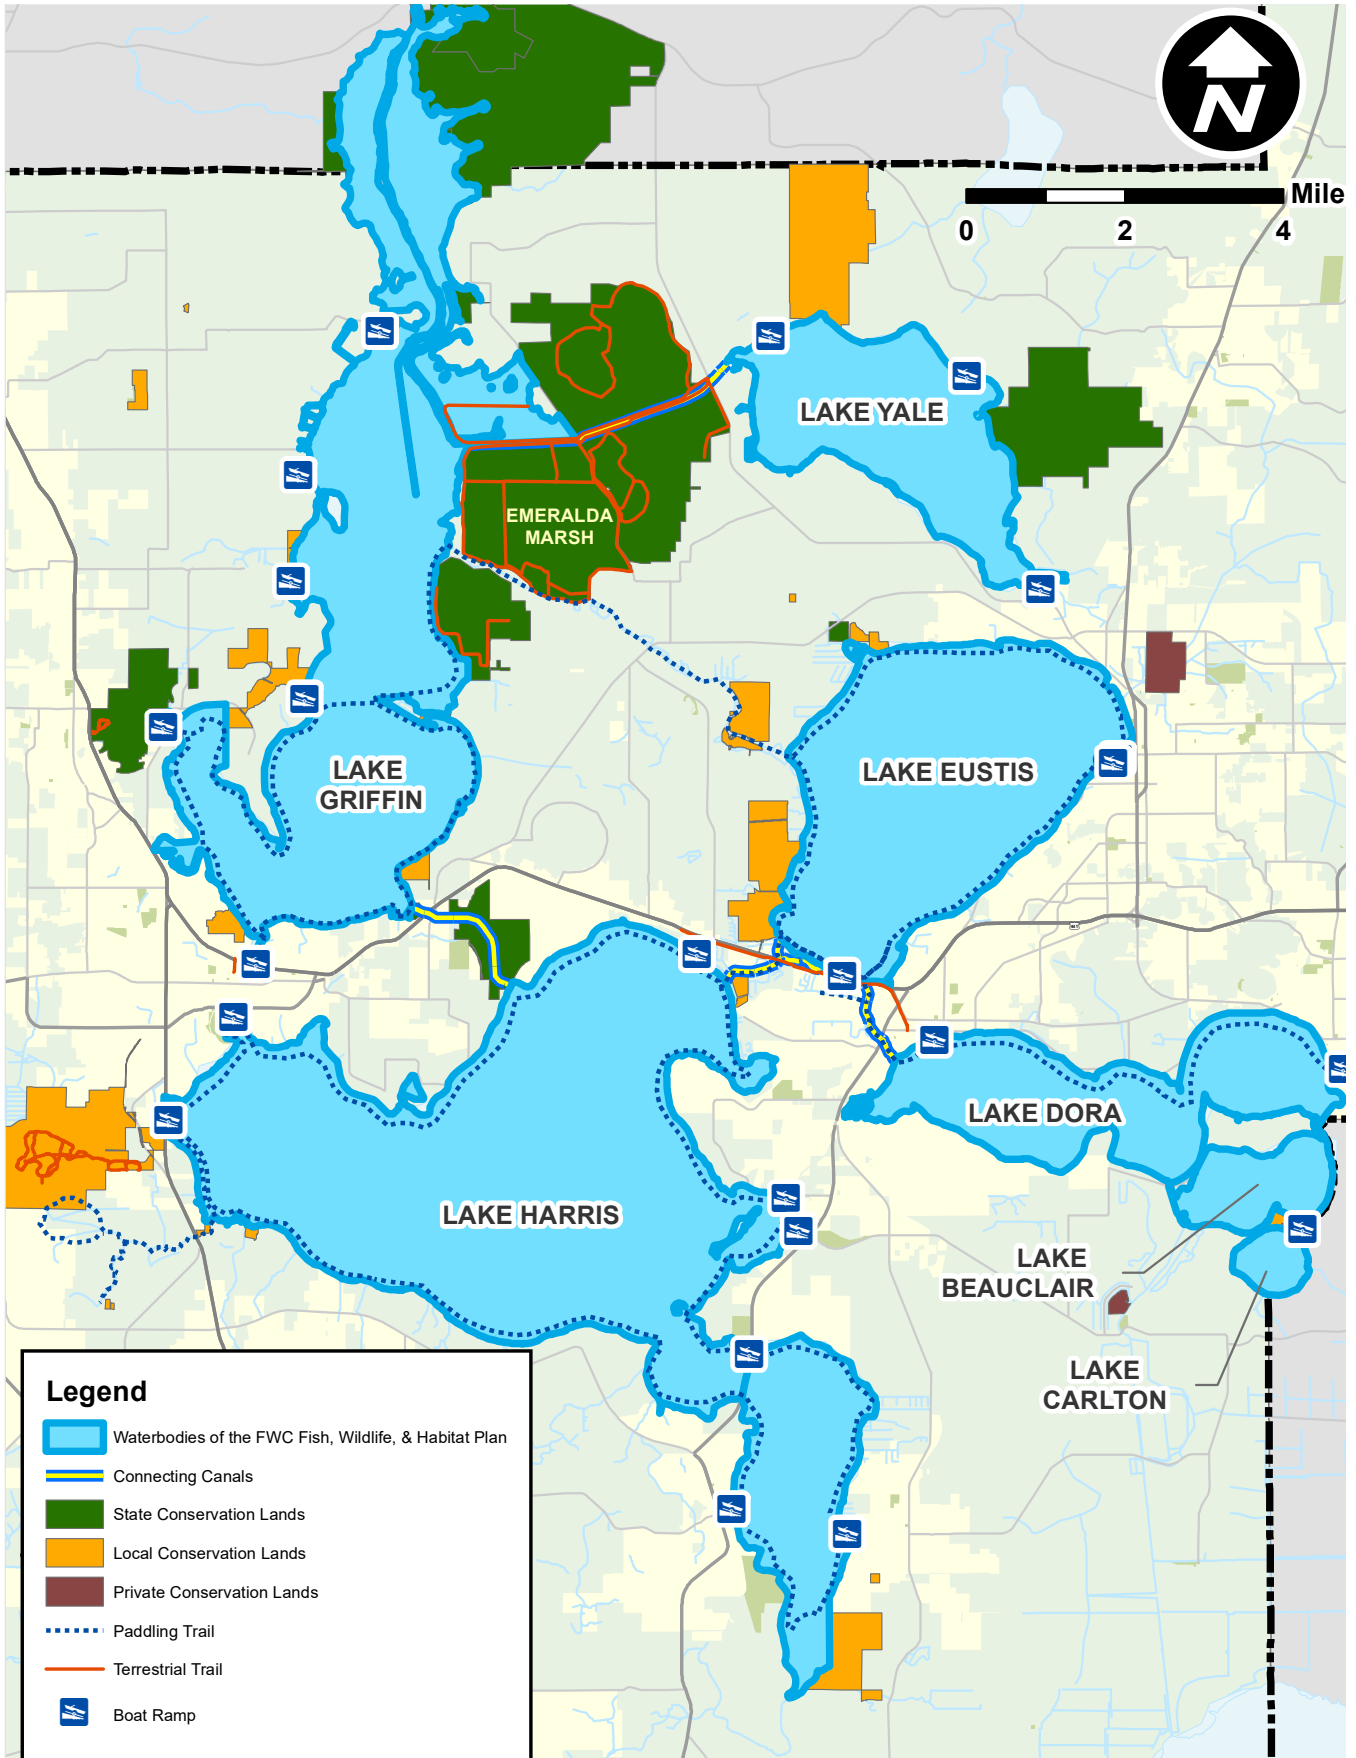 N
Mile
0
2
4
LAKE YALE
EMERALDA
MARSH
LAKE
GRIFFIN
LAKE EUSTIS
LAKE DORA
LAKE HARRIS
LAKE
BEAUCLAIR
LAKE
CARLTON
Legend
Waterbodies of the FWC Fish, Wildlife, & Habitat Plan
Connecting Canals
State Conservation Lands
Local Conservation Lands
Private Conservation Lands
Paddling Trail
Terrestrial Trail
Boat Ramp